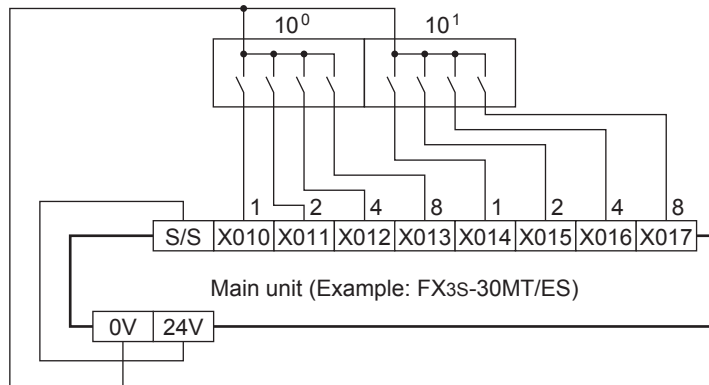 10⁰ 10¹
1 2 4 8 1 2 4 8
S/S X010 X011 X012 X013 X014 X015 X016 X017
Main unit (Example: FX3S-30MT/ES)
0V 24V